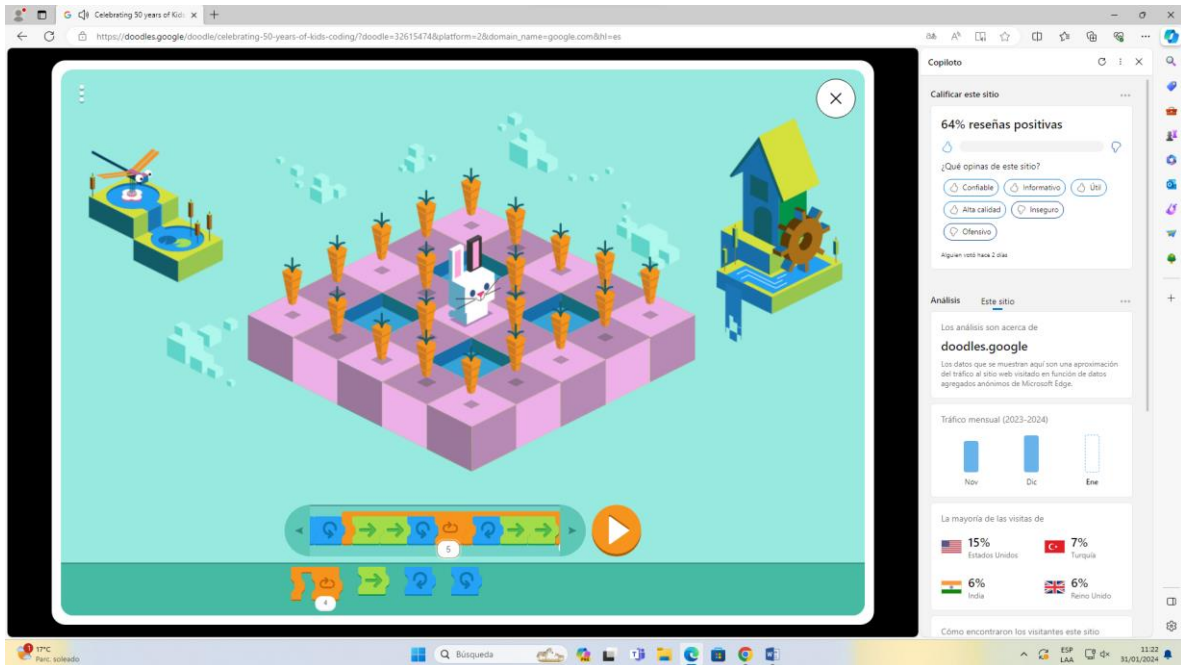 Celebrating 50 years of Kids
https://doodles.google/doodle/celebrating-50-years-of-kids-coding/?doodle=32615474&platform=2&domain_name=google.com&hl=es
Copiloto
Calificar este sitio
64% reseñas positivas
¿Qué opinas de este sitio?
Confiable
Informativo
Útil
Alta calidad
Inseguro
Ofensivo
Alguien votó hace 2 días
Análisis
Este sitio
Los análisis son acerca de
doodles.google
Los datos que se muestran aquí son una aproximación
del tráfico al sitio web visitado en función de datos
agregados anónimos de Microsoft Edge.
Tráfico mensual (2023-2024)
Nov
Dic
Ene
La mayoría de las visitas de
15%
Estados Unidos
7%
Turquía
6%
India
6%
Reino Unido
Cómo encontraron los visitantes este sitio
5
4
1
17°C
Parc. soleado
Búsqueda
ESP
LAA
11:22
31/01/2024